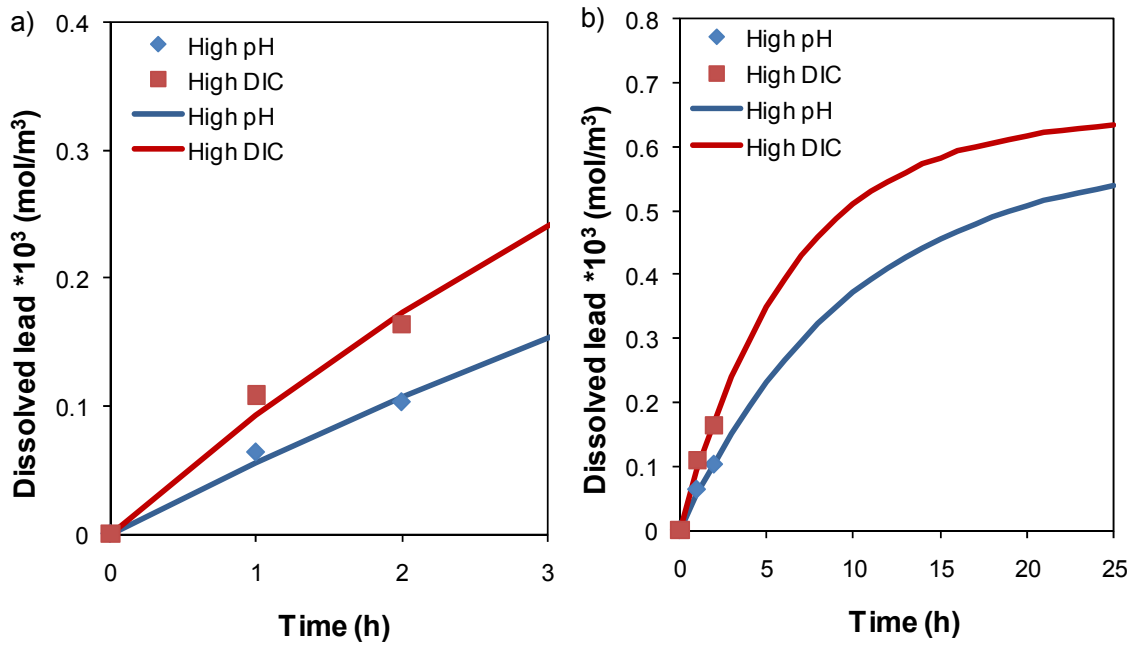 a)
High pH
High DIC
High pH
High DIC
Dissolved lead *10³ (mol/m³)
0.4
0.3
0.2
0.1
0
0 1 2 3
Time (h)
b)
High pH
High DIC
High pH
High DIC
Dissolved lead *10³ (mol/m³)
0.8
0.7
0.6
0.5
0.4
0.3
0.2
0.1
0
0 5 10 15 20 25
Time (h)